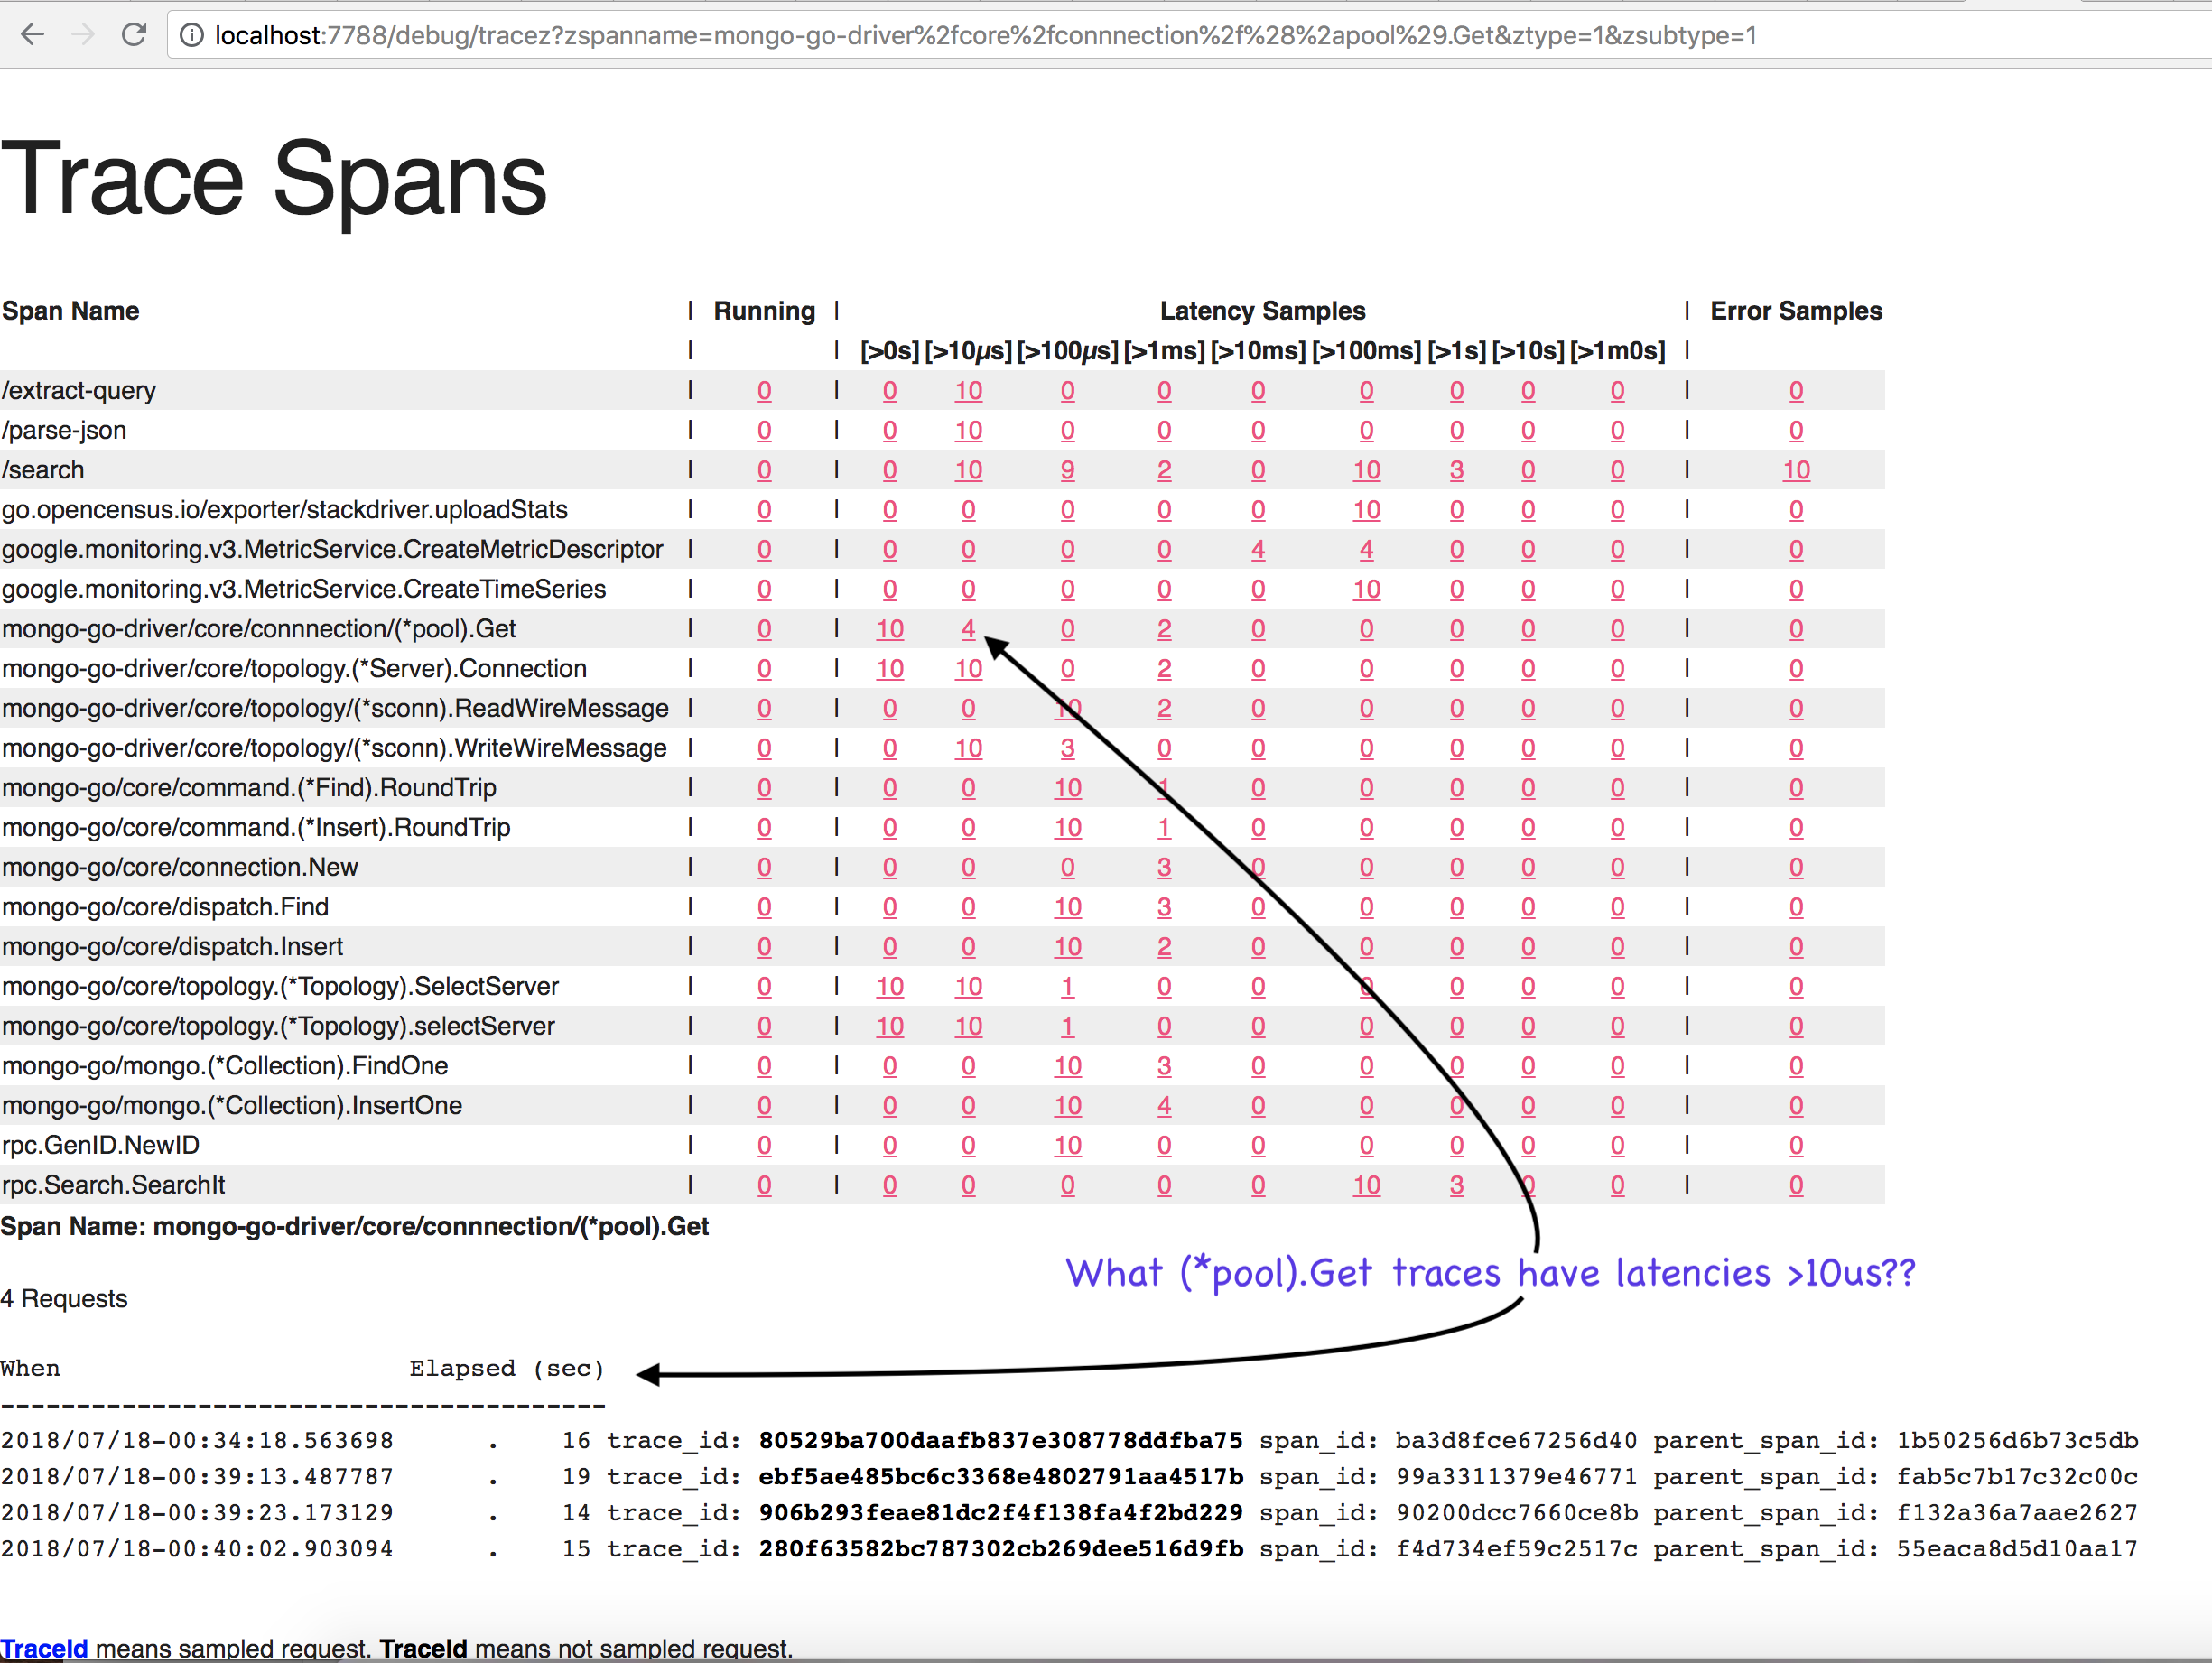 localhost:7788/debug/tracez?zspanname=mongo-go-driver%2fcore%2fconnnection%2f%28%2apool%29.Get&ztype=1&zsubtype=1
Trace Spans
Span Name | Running | Latency Samples | Error Samples
| | [>0s] [>10µs] [>100µs] [>1ms] [>10ms] [>100ms] [>1s] [>10s] [>1m0s] |
/extract-query | 0 | 0 10 0 0 0 0 0 0 0 | 0
/parse-json | 0 | 0 10 0 0 0 0 0 0 0 | 0
/search | 0 | 0 10 9 2 0 10 3 0 0 | 10
go.opencensus.io/exporter/stackdriver.uploadStats | 0 | 0 0 0 0 0 10 0 0 0 | 0
google.monitoring.v3.MetricService.CreateMetricDescriptor | 0 | 0 0 0 0 4 4 0 0 0 | 0
google.monitoring.v3.MetricService.CreateTimeSeries | 0 | 0 0 0 0 0 10 0 0 0 | 0
mongo-go-driver/core/connnection/(*pool).Get | 0 | 10 4 0 2 0 0 0 0 0 | 0
mongo-go-driver/core/topology.(*Server).Connection | 0 | 10 10 0 2 0 0 0 0 0 | 0
mongo-go-driver/core/topology/(*sconn).ReadWireMessage | 0 | 0 0 10 2 0 0 0 0 0 | 0
mongo-go-driver/core/topology/(*sconn).WriteWireMessage | 0 | 0 10 3 0 0 0 0 0 0 | 0
mongo-go/core/command.(*Find).RoundTrip | 0 | 0 0 10 1 0 0 0 0 0 | 0
mongo-go/core/command.(*Insert).RoundTrip | 0 | 0 0 10 1 0 0 0 0 0 | 0
mongo-go/core/connection.New | 0 | 0 0 0 3 0 0 0 0 0 | 0
mongo-go/core/dispatch.Find | 0 | 0 0 10 3 0 0 0 0 0 | 0
mongo-go/core/dispatch.Insert | 0 | 0 0 10 2 0 0 0 0 0 | 0
mongo-go/core/topology.(*Topology).SelectServer | 0 | 10 10 1 0 0 0 0 0 0 | 0
mongo-go/core/topology.(*Topology).selectServer | 0 | 10 10 1 0 0 0 0 0 0 | 0
mongo-go/mongo.(*Collection).FindOne | 0 | 0 0 10 3 0 0 0 0 0 | 0
mongo-go/mongo.(*Collection).InsertOne | 0 | 0 0 10 4 0 0 0 0 0 | 0
rpc.GenID.NewID | 0 | 0 0 10 0 0 0 0 0 0 | 0
rpc.Search.SearchIt | 0 | 0 0 0 0 0 10 3 0 0 | 0
Span Name: mongo-go-driver/core/connnection/(*pool).Get
What (*pool).Get traces have latencies >10us??
4 Requests
When Elapsed (sec)
----------------------------------------
2018/07/18-00:34:18.563698 . 16 trace_id: 80529ba700daafb837e308778ddfba75 span_id: ba3d8fce67256d40 parent_span_id: 1b50256d6b73c5db
2018/07/18-00:39:13.487787 . 19 trace_id: ebf5ae485bc6c3368e4802791aa4517b span_id: 99a3311379e46771 parent_span_id: fab5c7b17c32c00c
2018/07/18-00:39:23.173129 . 14 trace_id: 906b293feae81dc2f4f138fa4f2bd229 span_id: 90200dcc7660ce8b parent_span_id: f132a36a7aae2627
2018/07/18-00:40:02.903094 . 15 trace_id: 280f63582bc787302cb269dee516d9fb span_id: f4d734ef59c2517c parent_span_id: 55eaca8d5d10aa17
TraceId means sampled request. TraceId means not sampled request.